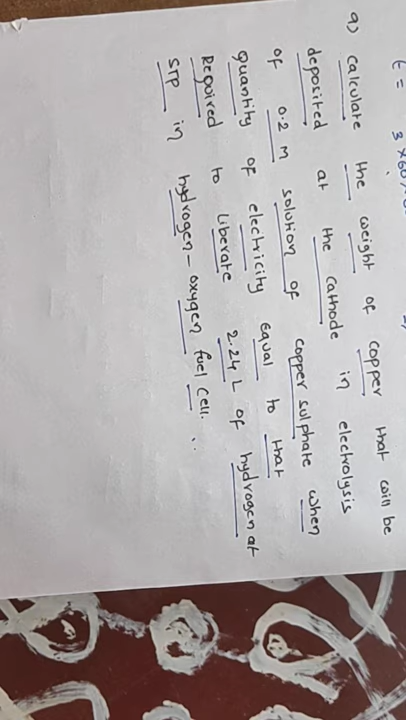 t =
3 × 60 ×
9) calculate the weight of copper that will be
deposited at the cathode in electrolysis
of 0.2 M solution of copper sulphate when
quantity of electricity equal to that
Required to liberate 2.24 L of hydrogen at
STP in hydrogen - oxygen fuel cell.